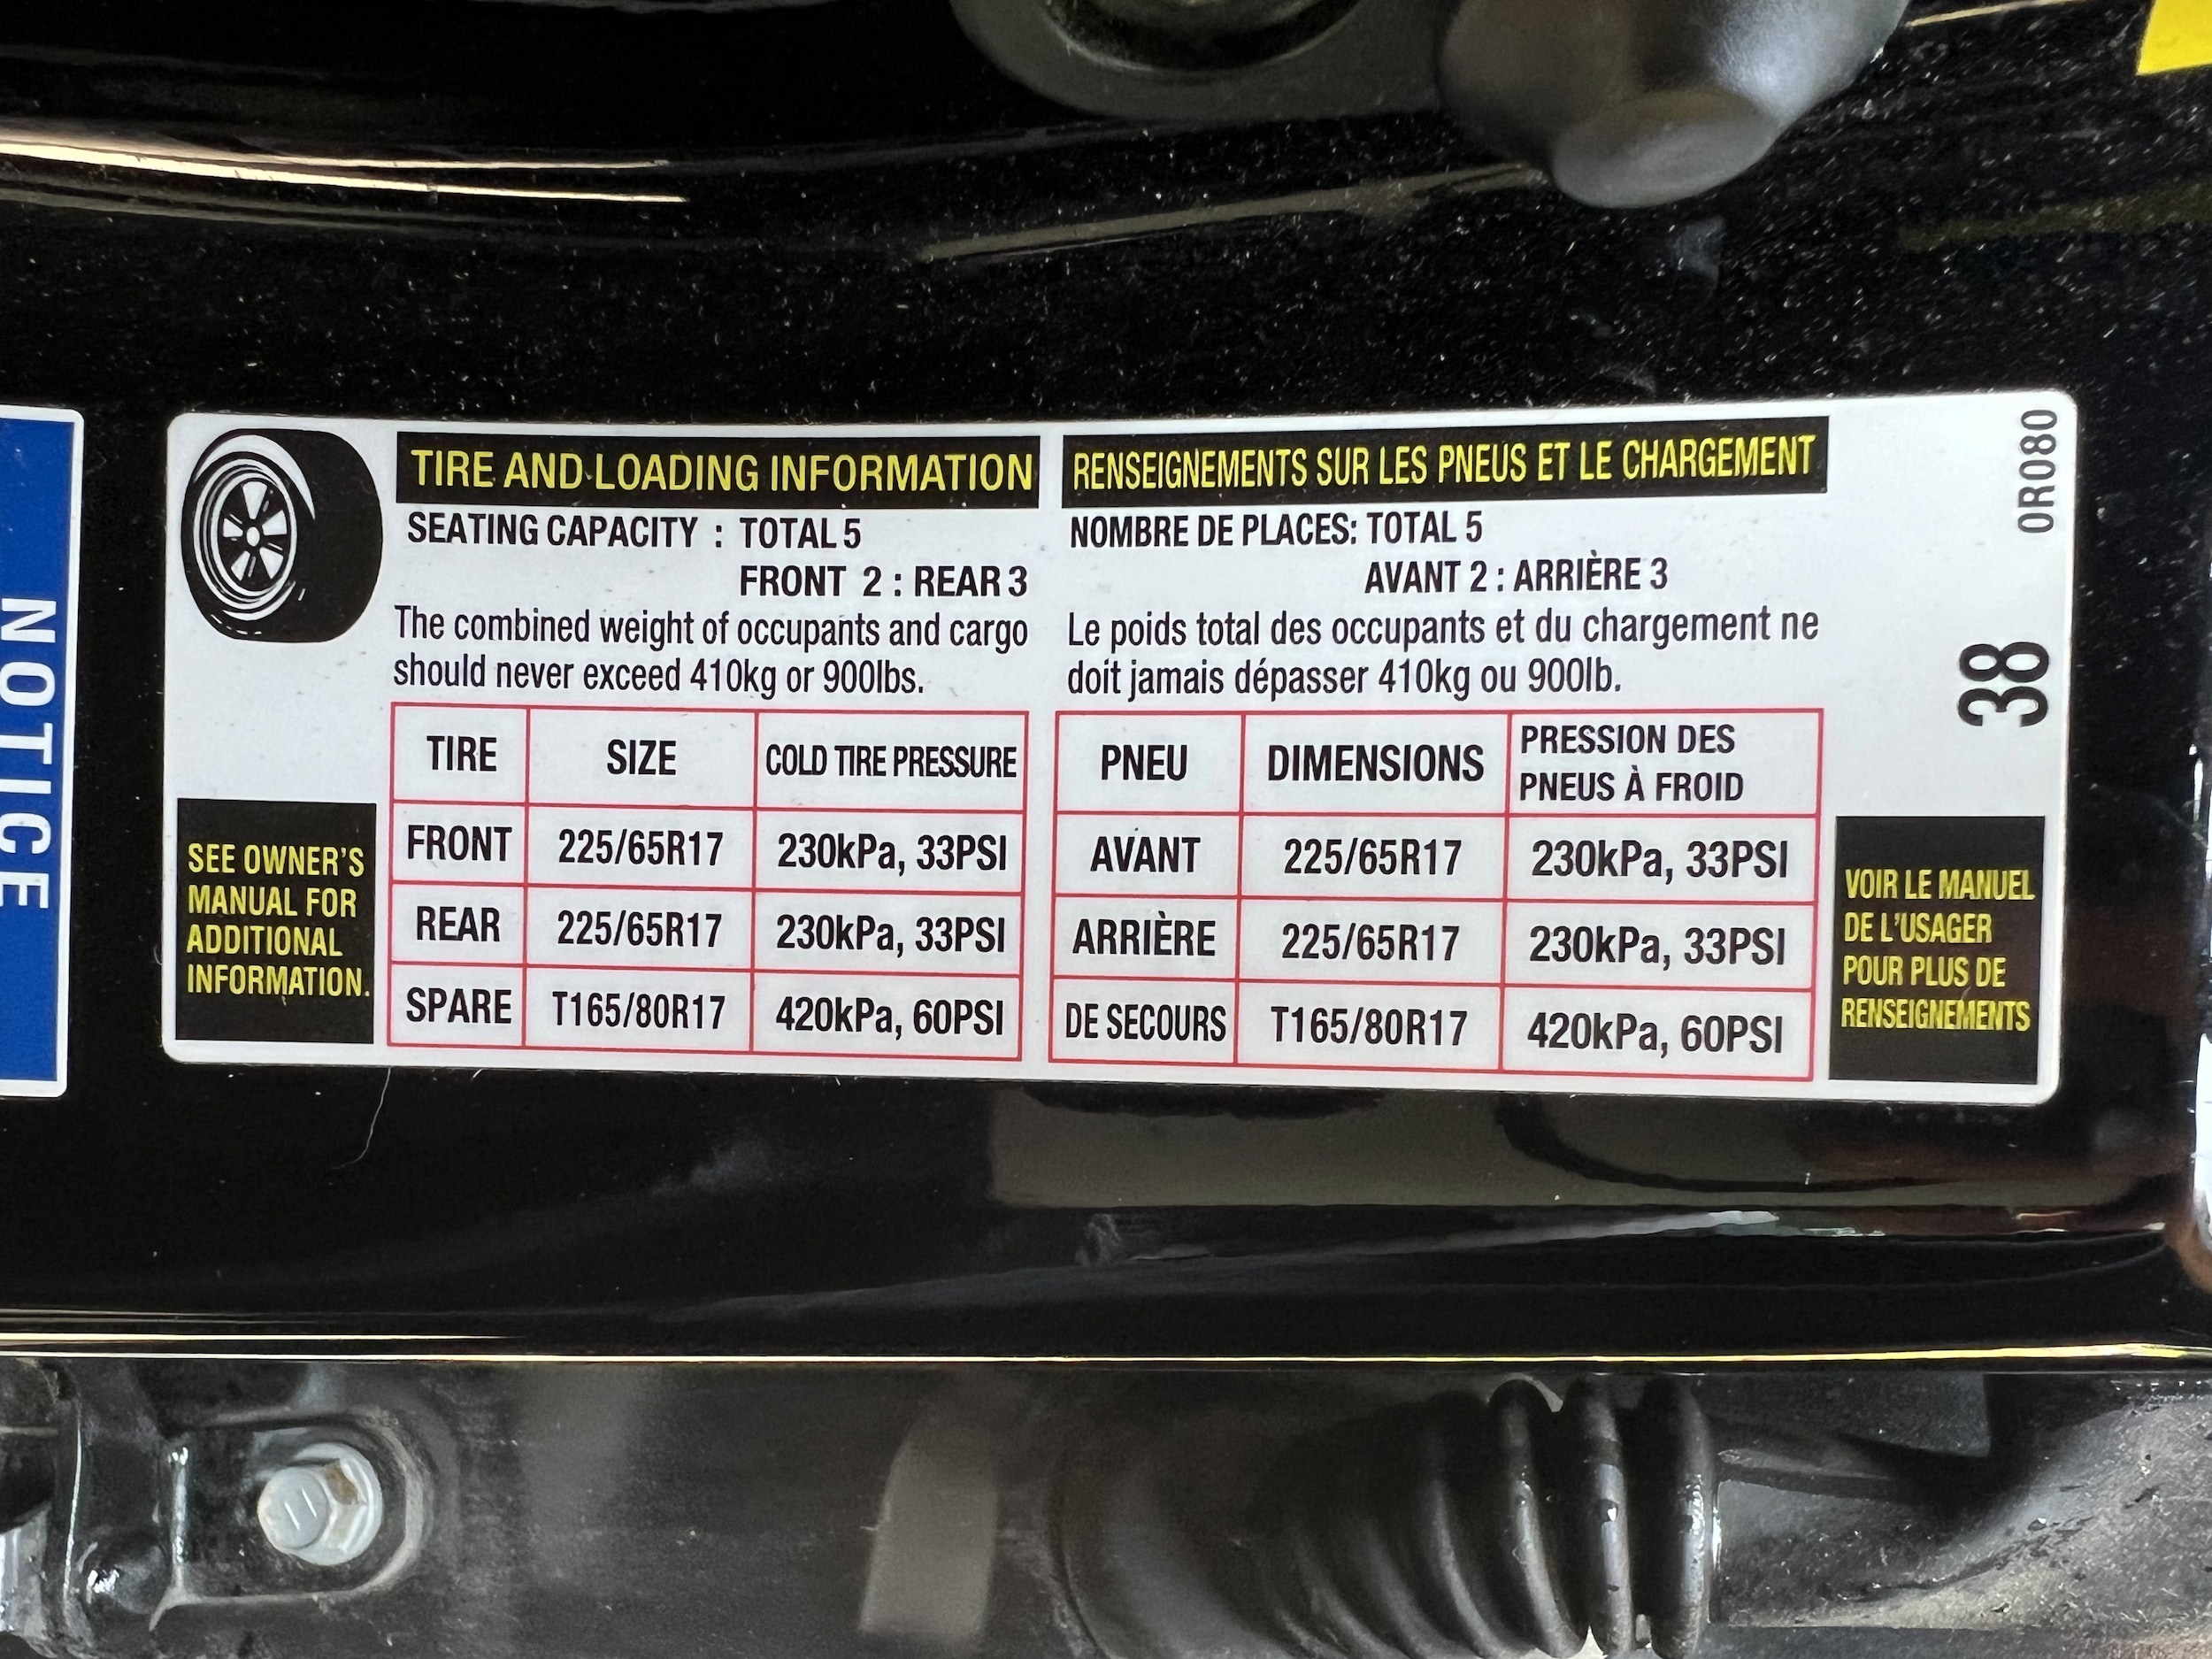 NOTICE
TIRE AND LOADING INFORMATION
SEATING CAPACITY : TOTAL 5
FRONT 2 : REAR 3
The combined weight of occupants and cargo
should never exceed 410kg or 900lbs.
TIRE SIZE COLD TIRE PRESSURE
FRONT 225/65R17 230kPa, 33PSI
REAR 225/65R17 230kPa, 33PSI
SPARE T165/80R17 420kPa, 60PSI
SEE OWNER'S
MANUAL FOR
ADDITIONAL
INFORMATION.
RENSEIGNEMENTS SUR LES PNEUS ET LE CHARGEMENT
NOMBRE DE PLACES: TOTAL 5
AVANT 2 : ARRIÈRE 3
Le poids total des occupants et du chargement ne
doit jamais dépasser 410kg ou 900lb.
PNEU DIMENSIONS PRESSION DES
PNEUS À FROID
AVANT 225/65R17 230kPa, 33PSI
ARRIÈRE 225/65R17 230kPa, 33PSI
DE SECOURS T165/80R17 420kPa, 60PSI
VOIR LE MANUEL
DE L'USAGER
POUR PLUS DE
RENSEIGNEMENTS
0R080
38